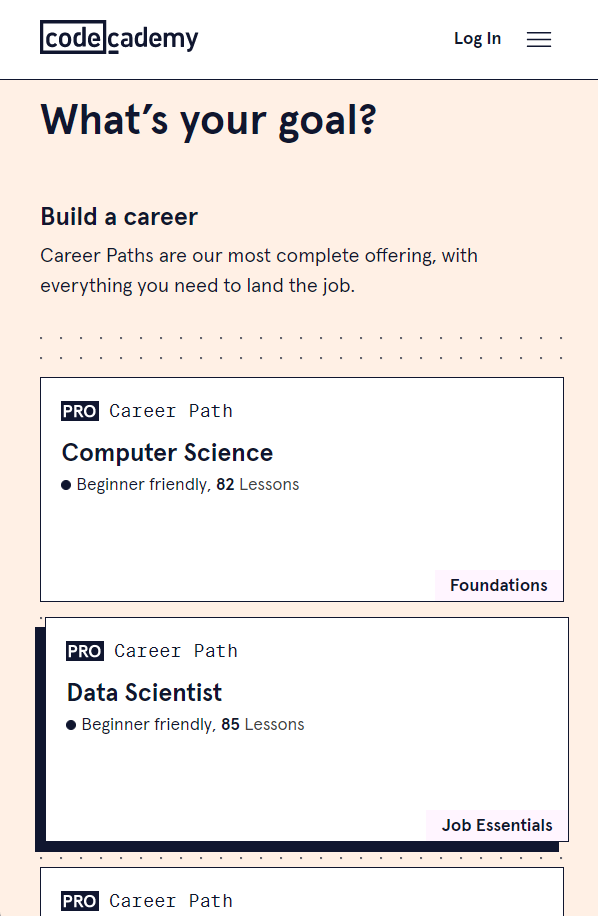 codecademy
Log In
What’s your goal?
Build a career
Career Paths are our most complete offering, with
everything you need to land the job.
PRO Career Path
Computer Science
Beginner friendly, 82 Lessons
Foundations
PRO Career Path
Data Scientist
Beginner friendly, 85 Lessons
Job Essentials
PRO Career Path